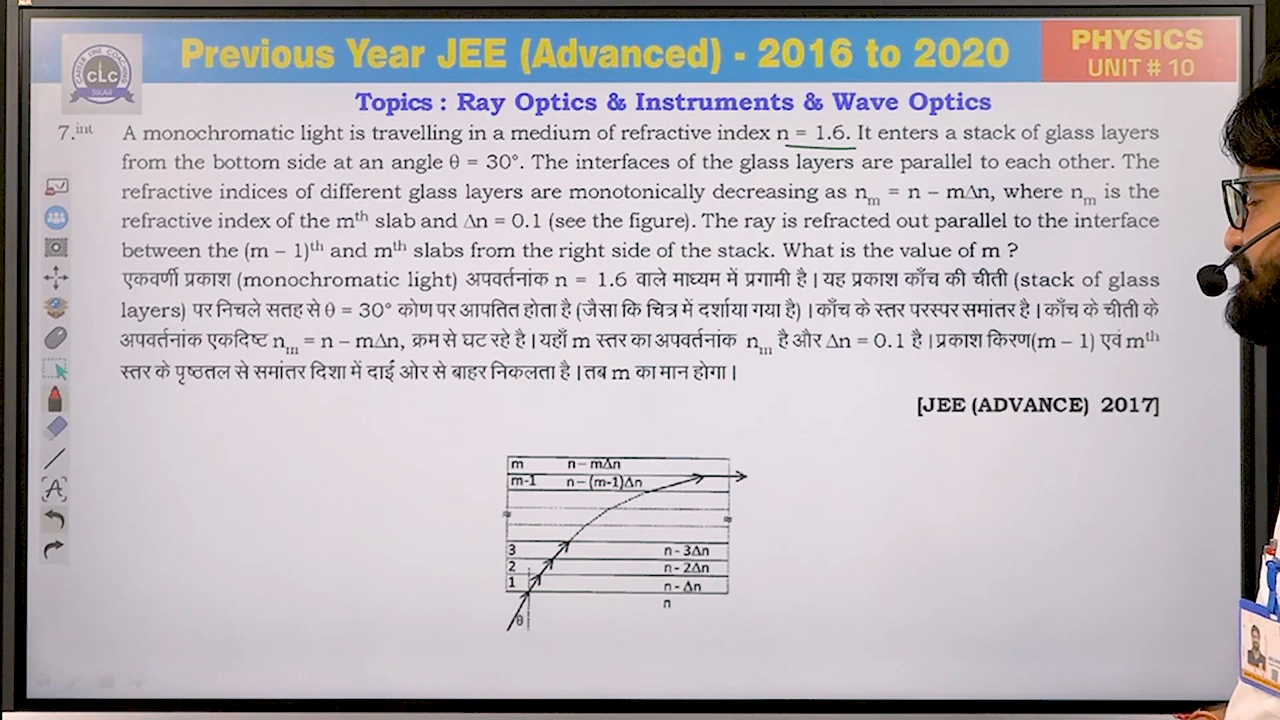 Previous Year JEE (Advanced) - 2016 to 2020
PHYSICS
UNIT # 10
CLC
SIKAR
Topics : Ray Optics & Instruments & Wave Optics
7.int A monochromatic light is travelling in a medium of refractive index n = 1.6. It enters a stack of glass layers
from the bottom side at an angle θ = 30°. The interfaces of the glass layers are parallel to each other. The
refractive indices of different glass layers are monotonically decreasing as nm = n – mΔn, where nm is the
refractive index of the mth slab and Δn = 0.1 (see the figure). The ray is refracted out parallel to the interface
between the (m – 1)th and mth slabs from the right side of the stack. What is the value of m ?
एकवर्णी प्रकाश (monochromatic light) अपवर्तनांक n = 1.6 वाले माध्यम में प्रगामी है। यह प्रकाश काँच की चीती (stack of glass
layers) पर निचले सतह से θ = 30° कोण पर आपतित होता है (जैसा कि चित्र में दर्शाया गया है) । काँच के स्तर परस्पर समांतर है। काँच के चीती के
अपवर्तनांक एकदिष्ट nm = n – mΔn, क्रम से घट रहे है। यहाँ m स्तर का अपवर्तनांक nm है और Δn = 0.1 है। प्रकाश किरण(m – 1) एवं mth
स्तर के पृष्ठतल से समांतर दिशा में दाईं ओर से बाहर निकलता है। तब m का मान होगा।
[JEE (ADVANCE) 2017]
m n – mΔn
m-1 n – (m-1)Δn
3 n - 3Δn
2 n - 2Δn
1 n - Δn
n
θ